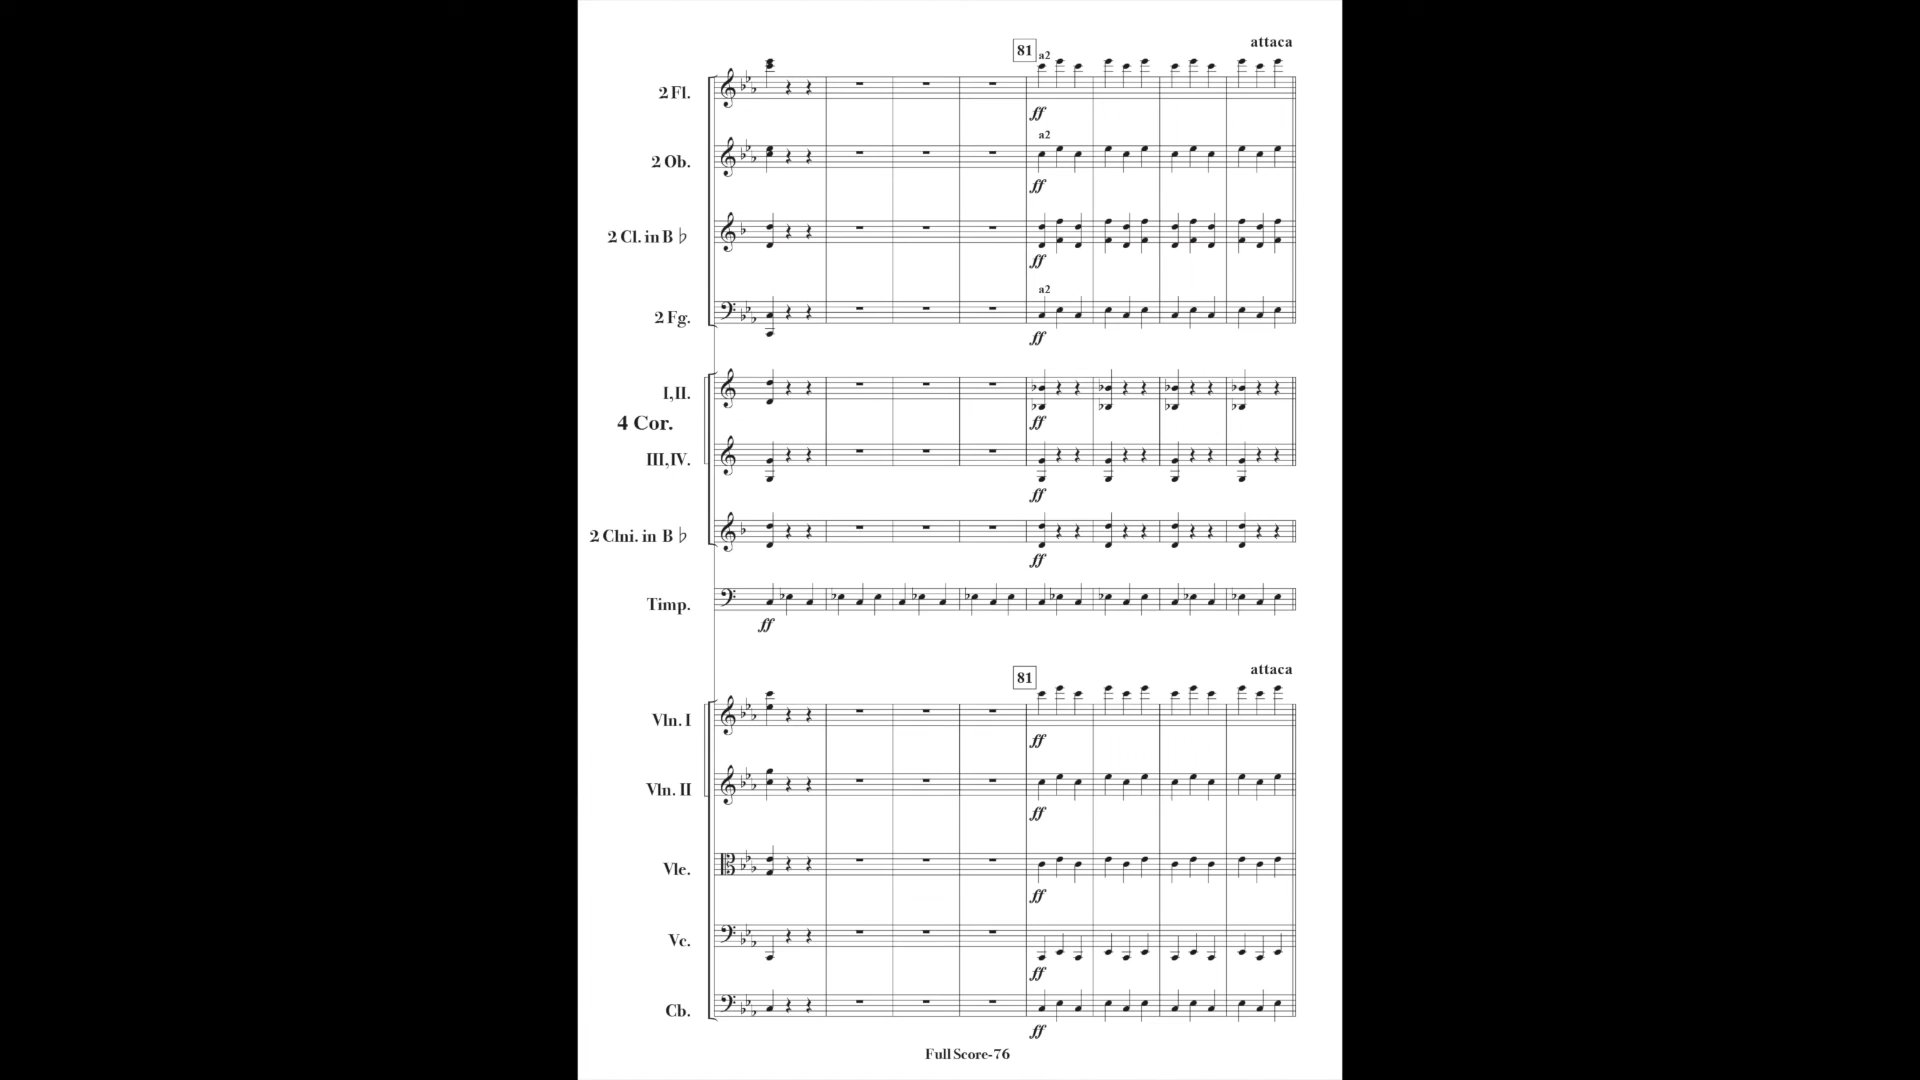 attaca
81 a2
2 Fl.
ff
a2
2 Ob.
ff
2 Cl. in B♭
ff
a2
2 Fg.
ff
I,II.
ff
4 Cor.
III,IV.
ff
2 Clni. in B♭
ff
Timp.
ff
attaca
81
Vln. I
ff
Vln. II
ff
Vle.
ff
Vc.
ff
Cb.
ff
Full Score-76